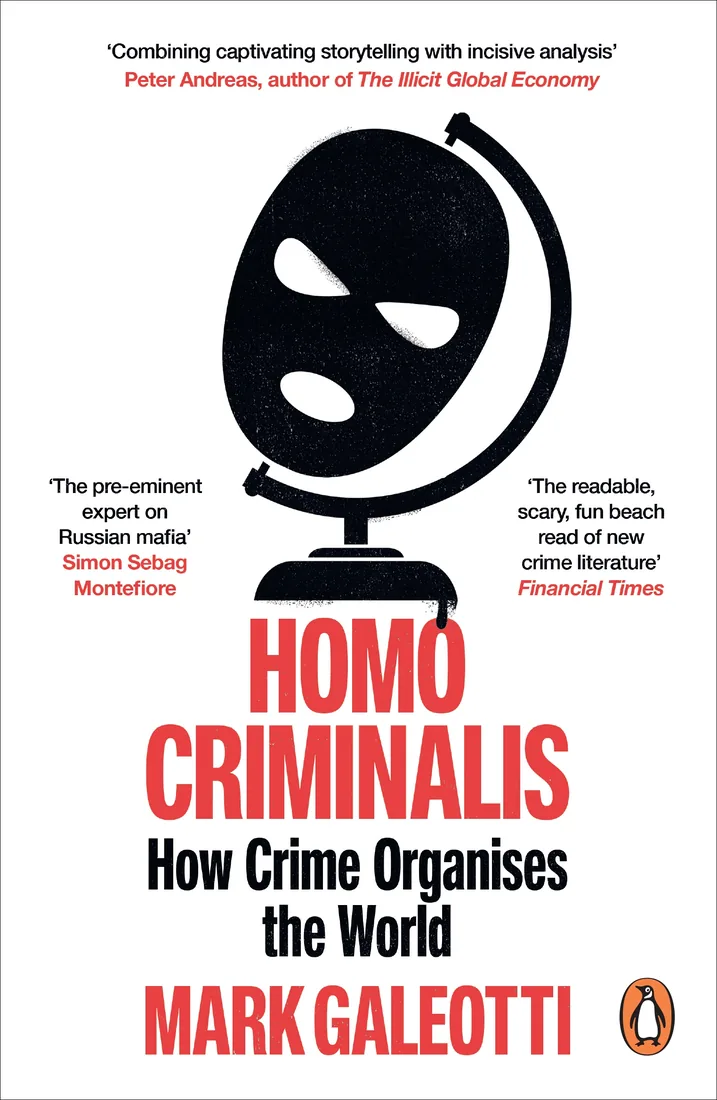 ‘Combining captivating storytelling with incisive analysis’
Peter Andreas, author of The Illicit Global Economy
‘The pre-eminent
expert on
Russian mafia’
Simon Sebag
Montefiore
‘The readable,
scary, fun beach
read of new
crime literature’
Financial Times
HOMO
CRIMINALIS
How Crime Organises
the World
MARK GALEOTTI